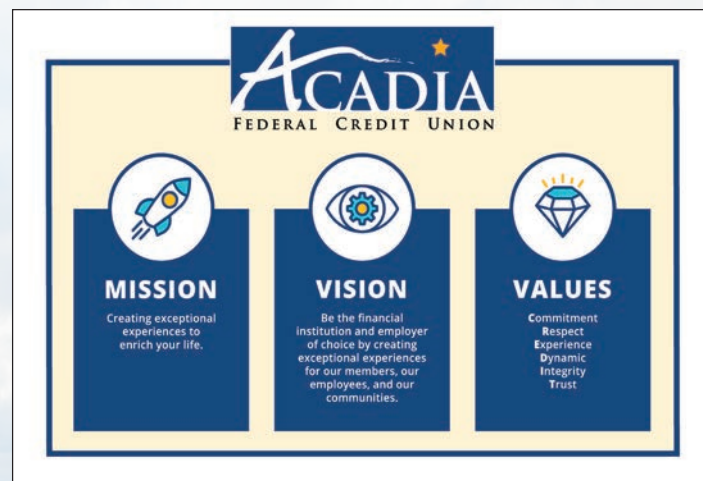 ACADIA
FEDERAL CREDIT UNION
MISSION
Creating exceptional
experiences to
enrich your life.
VISION
Be the financial
institution and employer
of choice by creating
exceptional experiences
for our members, our
employees, and our
communities.
VALUES
Commitment
Respect
Experience
Dynamic
Integrity
Trust